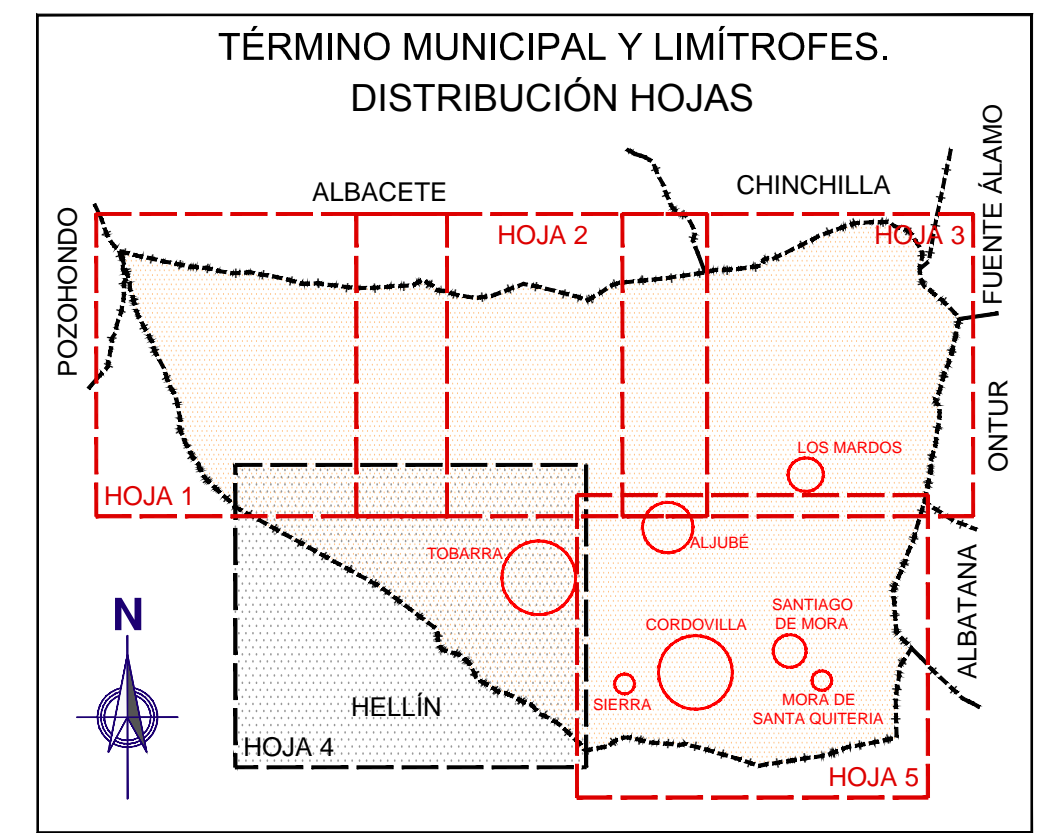 TÉRMINO MUNICIPAL Y LIMÍTROFES.
DISTRIBUCIÓN HOJAS
FUENTE ÁLAMO
CHINCHILLA
ALBACETE
POZOHONDO
HOJA 2
HOJA 3
ONTUR
LOS MARDOS
HOJA 1
ALJUBÉ
TOBARRA
ALBATANA
SANTIAGO
DE MORA
CORDOVILLA
N
SIERRA
MORA DE
SANTA QUITERIA
HELLÍN
HOJA 4
HOJA 5